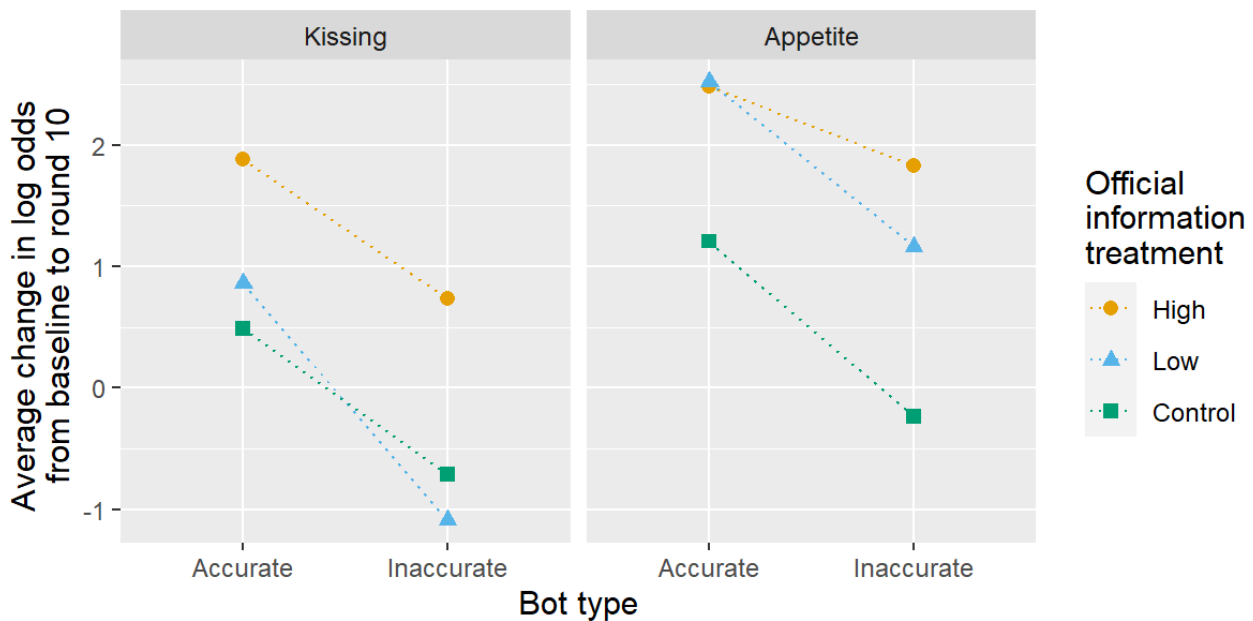 Kissing
Appetite
Average change in log odds
from baseline to round 10
2
1
0
-1
Accurate
Inaccurate
Accurate
Inaccurate
Bot type
Official
information
treatment
High
Low
Control